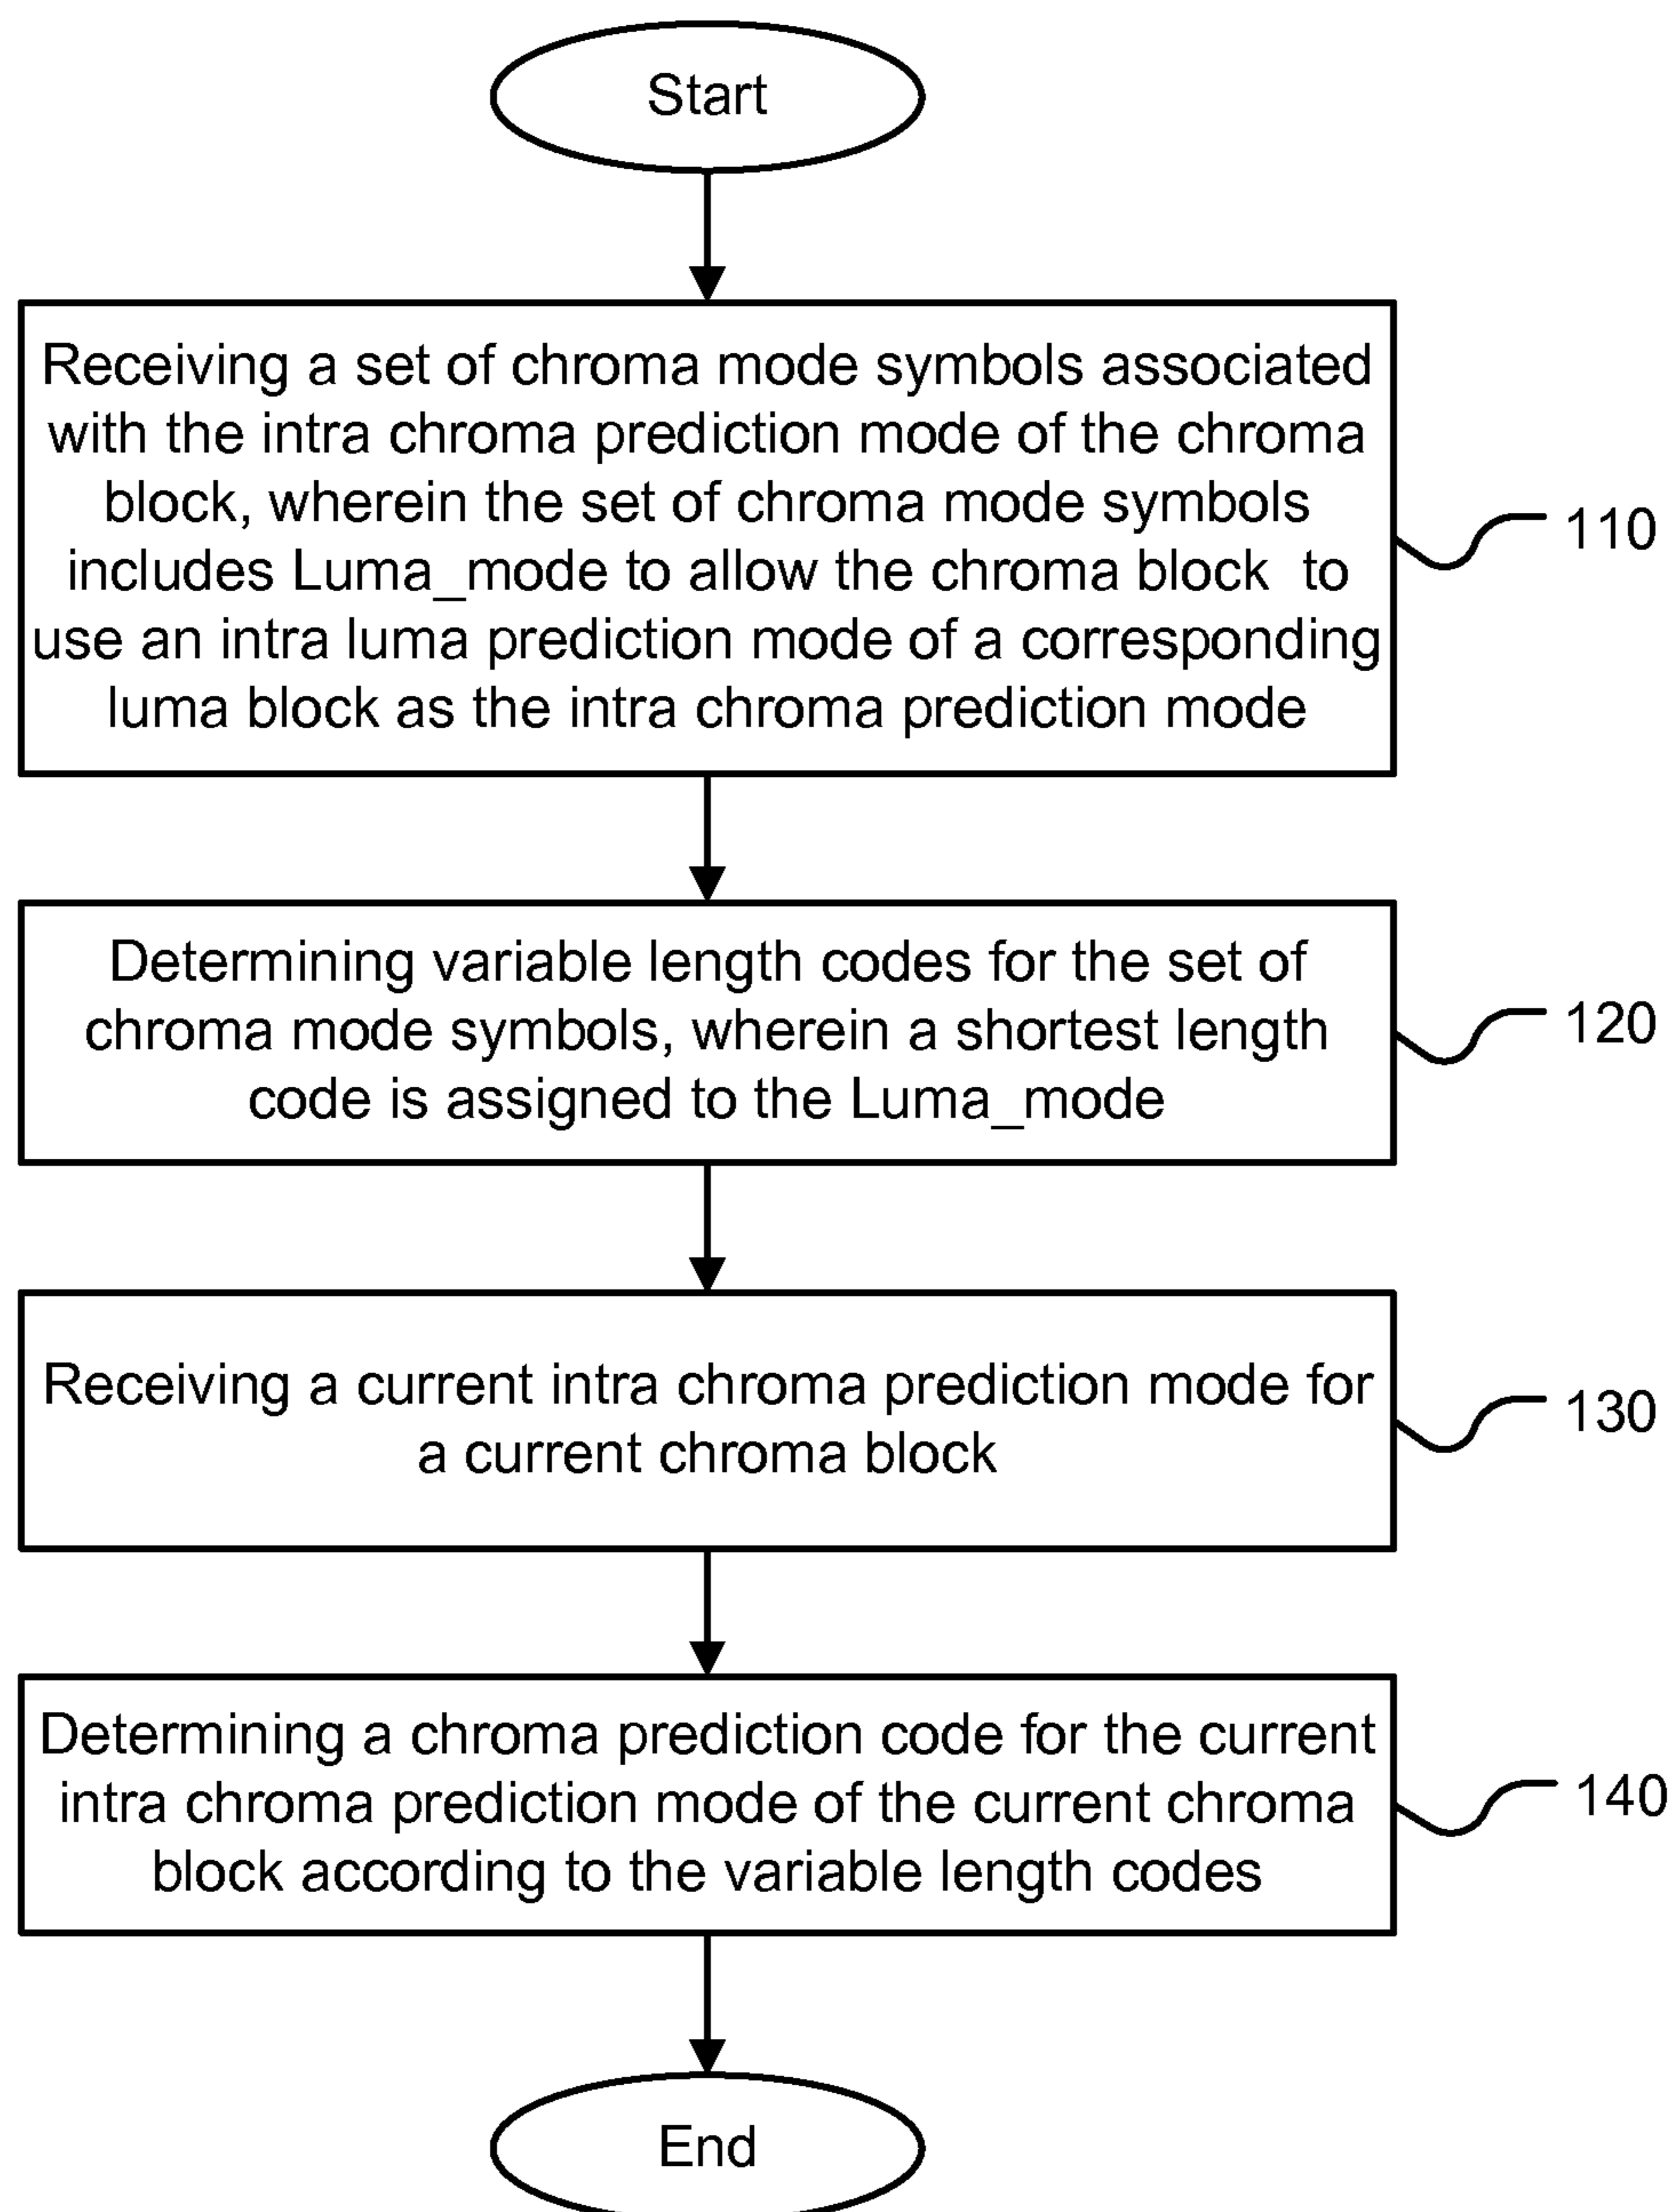 Start
Receiving a set of chroma mode symbols associated
with the intra chroma prediction mode of the chroma
block, wherein the set of chroma mode symbols
includes Luma_mode to allow the chroma block to
use an intra luma prediction mode of a corresponding
luma block as the intra chroma prediction mode
110
Determining variable length codes for the set of
chroma mode symbols, wherein a shortest length
code is assigned to the Luma_mode
120
Receiving a current intra chroma prediction mode for
a current chroma block
130
Determining a chroma prediction code for the current
intra chroma prediction mode of the current chroma
block according to the variable length codes
140
End